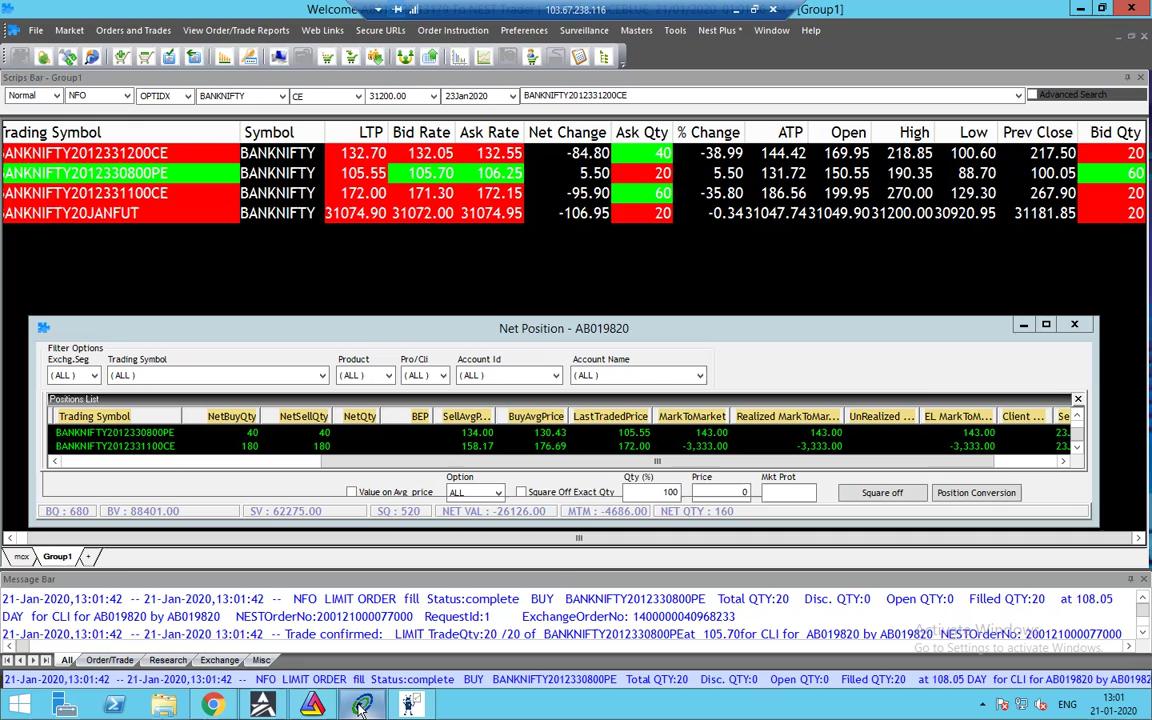 Welcome
103.67.238.116
[Group1]
File Market Orders and Trades View Order/Trade Reports Web Links Secure URLs Order Instruction Preferences Surveillance Masters Tools Nest Plus Window Help
Scrips Bar - Group1
Normal NFO OPTIDX BANKNIFTY CE 31200.00 23Jan2020 BANKNIFTY2012331200CE Advanced Search
Trading Symbol Symbol LTP Bid Rate Ask Rate Net Change Ask Qty % Change ATP Open High Low Prev Close Bid Qty
BANKNIFTY2012331200CE BANKNIFTY 132.70 132.05 132.55 -84.80 40 -38.99 144.42 169.95 218.85 100.60 217.50 20
BANKNIFTY2012330800PE BANKNIFTY 105.55 105.70 106.25 5.50 20 5.50 131.72 150.55 190.35 88.70 100.05 60
BANKNIFTY2012331100CE BANKNIFTY 172.00 171.30 172.15 -95.90 60 -35.80 186.56 199.95 270.00 129.30 267.90 20
BANKNIFTY20JANFUT BANKNIFTY 31074.90 31072.00 31074.95 -106.95 20 -0.34 31047.74 31049.90 31200.00 30920.95 31181.85 20
Net Position - AB019820
Filter Options
Exchg.Seg Trading Symbol Product Pro/Cli Account Id Account Name
(ALL) (ALL) (ALL) (ALL) (ALL) (ALL)
Positions List
Trading Symbol NetBuyQty NetSellQty NetQty BEP SellAvgP... BuyAvgPrice LastTradedPrice MarkToMarket Realized MarkToMar... UnRealized ... EL MarkToM... Client ... Se
BANKNIFTY2012330800PE 40 40 134.00 130.43 105.55 143.00 143.00 143.00 23.
BANKNIFTY2012331100CE 180 180 158.17 176.69 172.00 -3,333.00 -3,333.00 -3,333.00 23.
Option Qty (%) Price Mkt Prot
Value on Avg price ALL Square Off Exact Qty 100 0 Square off Position Conversion
BQ : 680 BV : 88401.00 SV : 62275.00 SQ : 520 NET VAL : -26126.00 MTM : -4686.00 NET QTY : 160
mcx Group1 +
Message Bar
21-Jan-2020,13:01:42 -- 21-Jan-2020 13:01:42 -- NFO LIMIT ORDER fill Status:complete BUY BANKNIFTY2012330800PE Total QTY:20 Disc. QTY:0 Open QTY:0 Filled QTY:20 at 108.05
DAY for CLI for AB019820 by AB019820 NESTOrderNo:200121000077000 RequestId:1 ExchangeOrderNo: 1400000040968233
21-Jan-2020 13:01:42 -- 21-Jan-2020 13:01:42 -- Trade confirmed: LIMIT TradeQty:20 /20 of BANKNIFTY2012330800PEat 105.70for CLI for AB019820 by AB019820 NESTOrderNo: 200121000077000
Activate Windows
Go to Settings to activate Windows.
All Order/Trade Research Exchange Misc
21-Jan-2020,13:01:42 -- 21-Jan-2020 13:01:42 -- NFO LIMIT ORDER fill Status:complete BUY BANKNIFTY2012330800PE Total QTY:20 Disc. QTY:0 Open QTY:0 Filled QTY:20 at 108.05 DAY for CLI for AB019820 by
ENG 13:01
21-01-2020